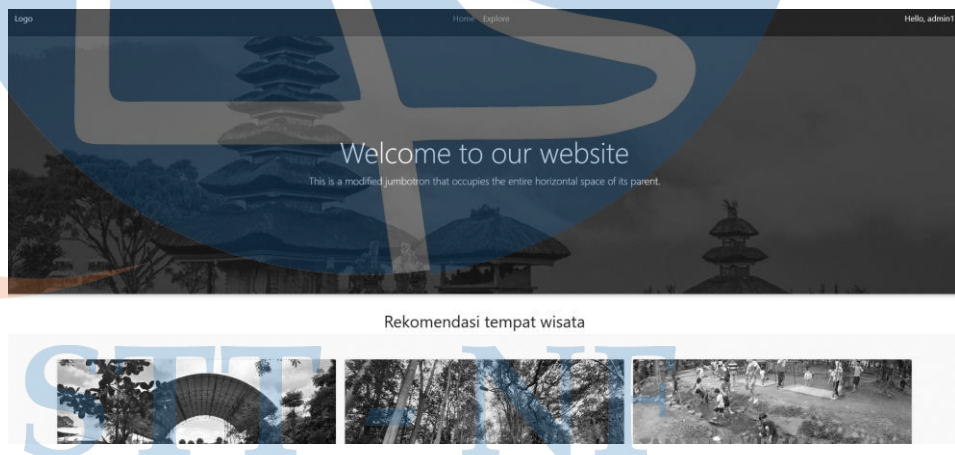 Logo
Home Explore
Hello, admin1
Welcome to our website
This is a modified jumbotron that occupies the entire horizontal space of its parent.
Rekomendasi tempat wisata
STT - NF